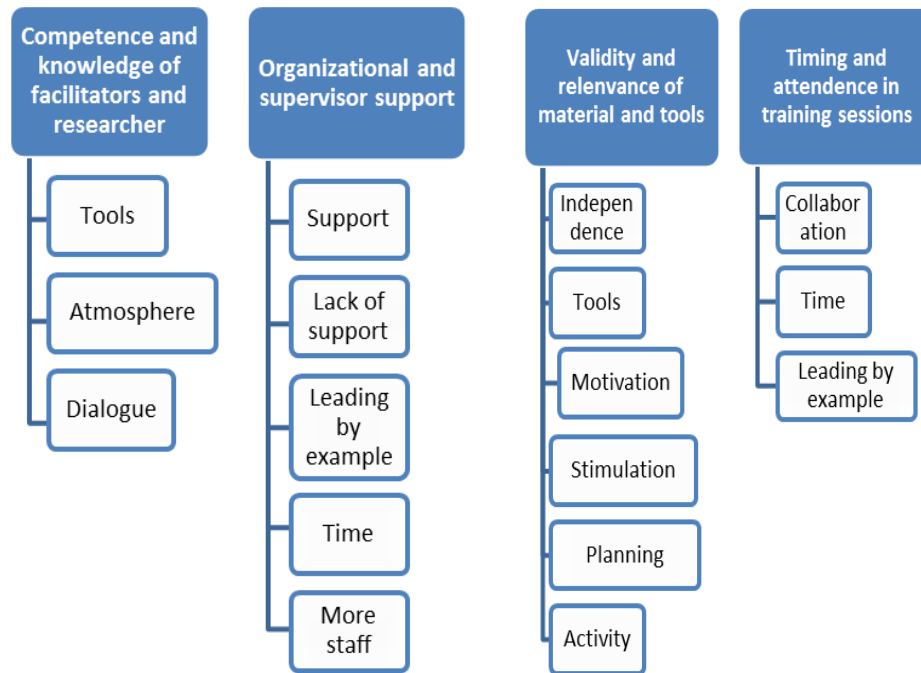 Competence and
knowledge of
facilitators and
researcher
Tools
Atmosphere
Dialogue
Organizational and
supervisor support
Support
Lack of
support
Leading
by
example
Time
More
staff
Validity and
relenvance of
material and tools
Indepen
dence
Tools
Motivation
Stimulation
Planning
Activity
Timing and
attendence in
training sessions
Collabor
ation
Time
Leading by
example